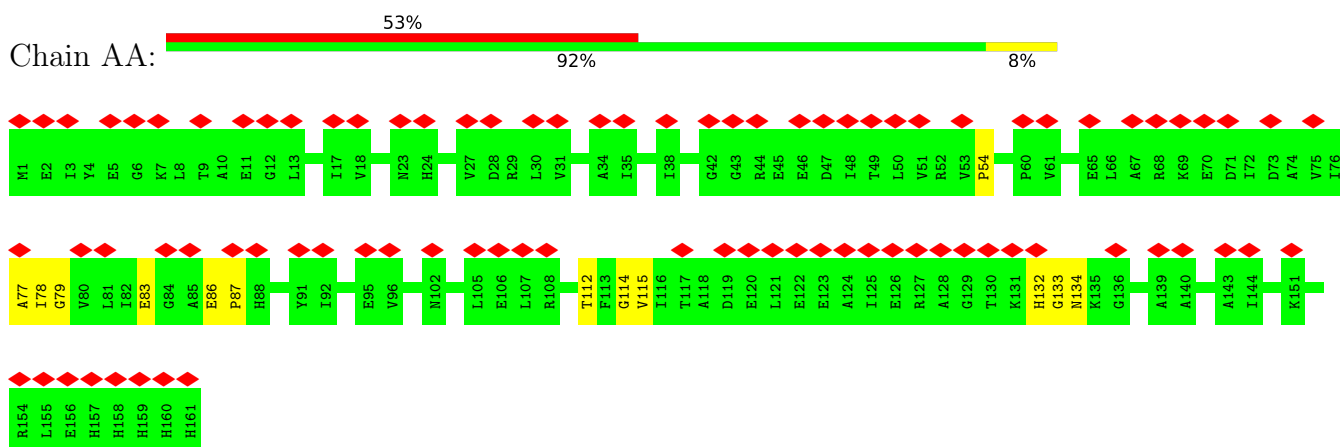 53%
Chain AA:
92% 8%
M1 E2 I3 Y4 E5 G6 K7 L8 T9 A10 E11 G12 L13 I17 V18 N23 H24 V27 D28 R29 L30 V31 A34 I35 I38 G42 G43 R44 E45 E46 D47 I48 T49 L50 V51 R52 V53 P54 P60 V61 E65 L66 A67 R68 K69 E70 D71 I72 D73 A74 V75 I76
A77 I78 G79 V80 L81 I82 E83 G84 A85 E86 P87 H88 Y91 I92 E95 V96 N102 L105 E106 L107 R108 T112 F113 G114 V115 I116 T117 A118 D119 E120 L121 E122 E123 A124 I125 E126 R127 A128 G129 T130 K131 H132 G133 N134 K135 G136 A139 A140 A143 I144 K151
R154 L155 E156 H157 H158 H159 H160 H161